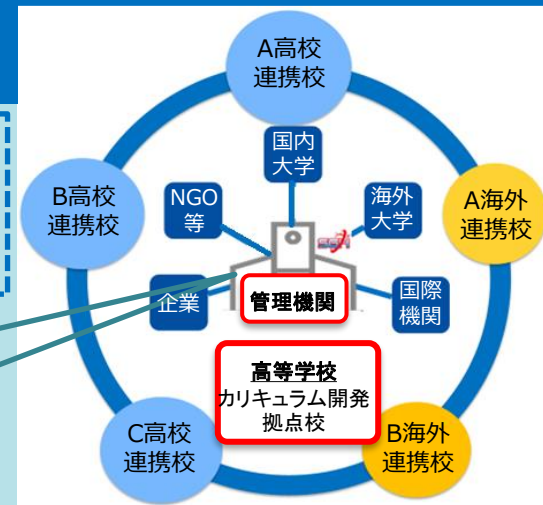 A高校
連携校
国内
大学
NGO
等
海外
大学
B高校
連携校
A海外
連携校
企業
管理機関
国際
機関
高等学校
カリキュラム開発
拠点校
C高校
連携校
B海外
連携校